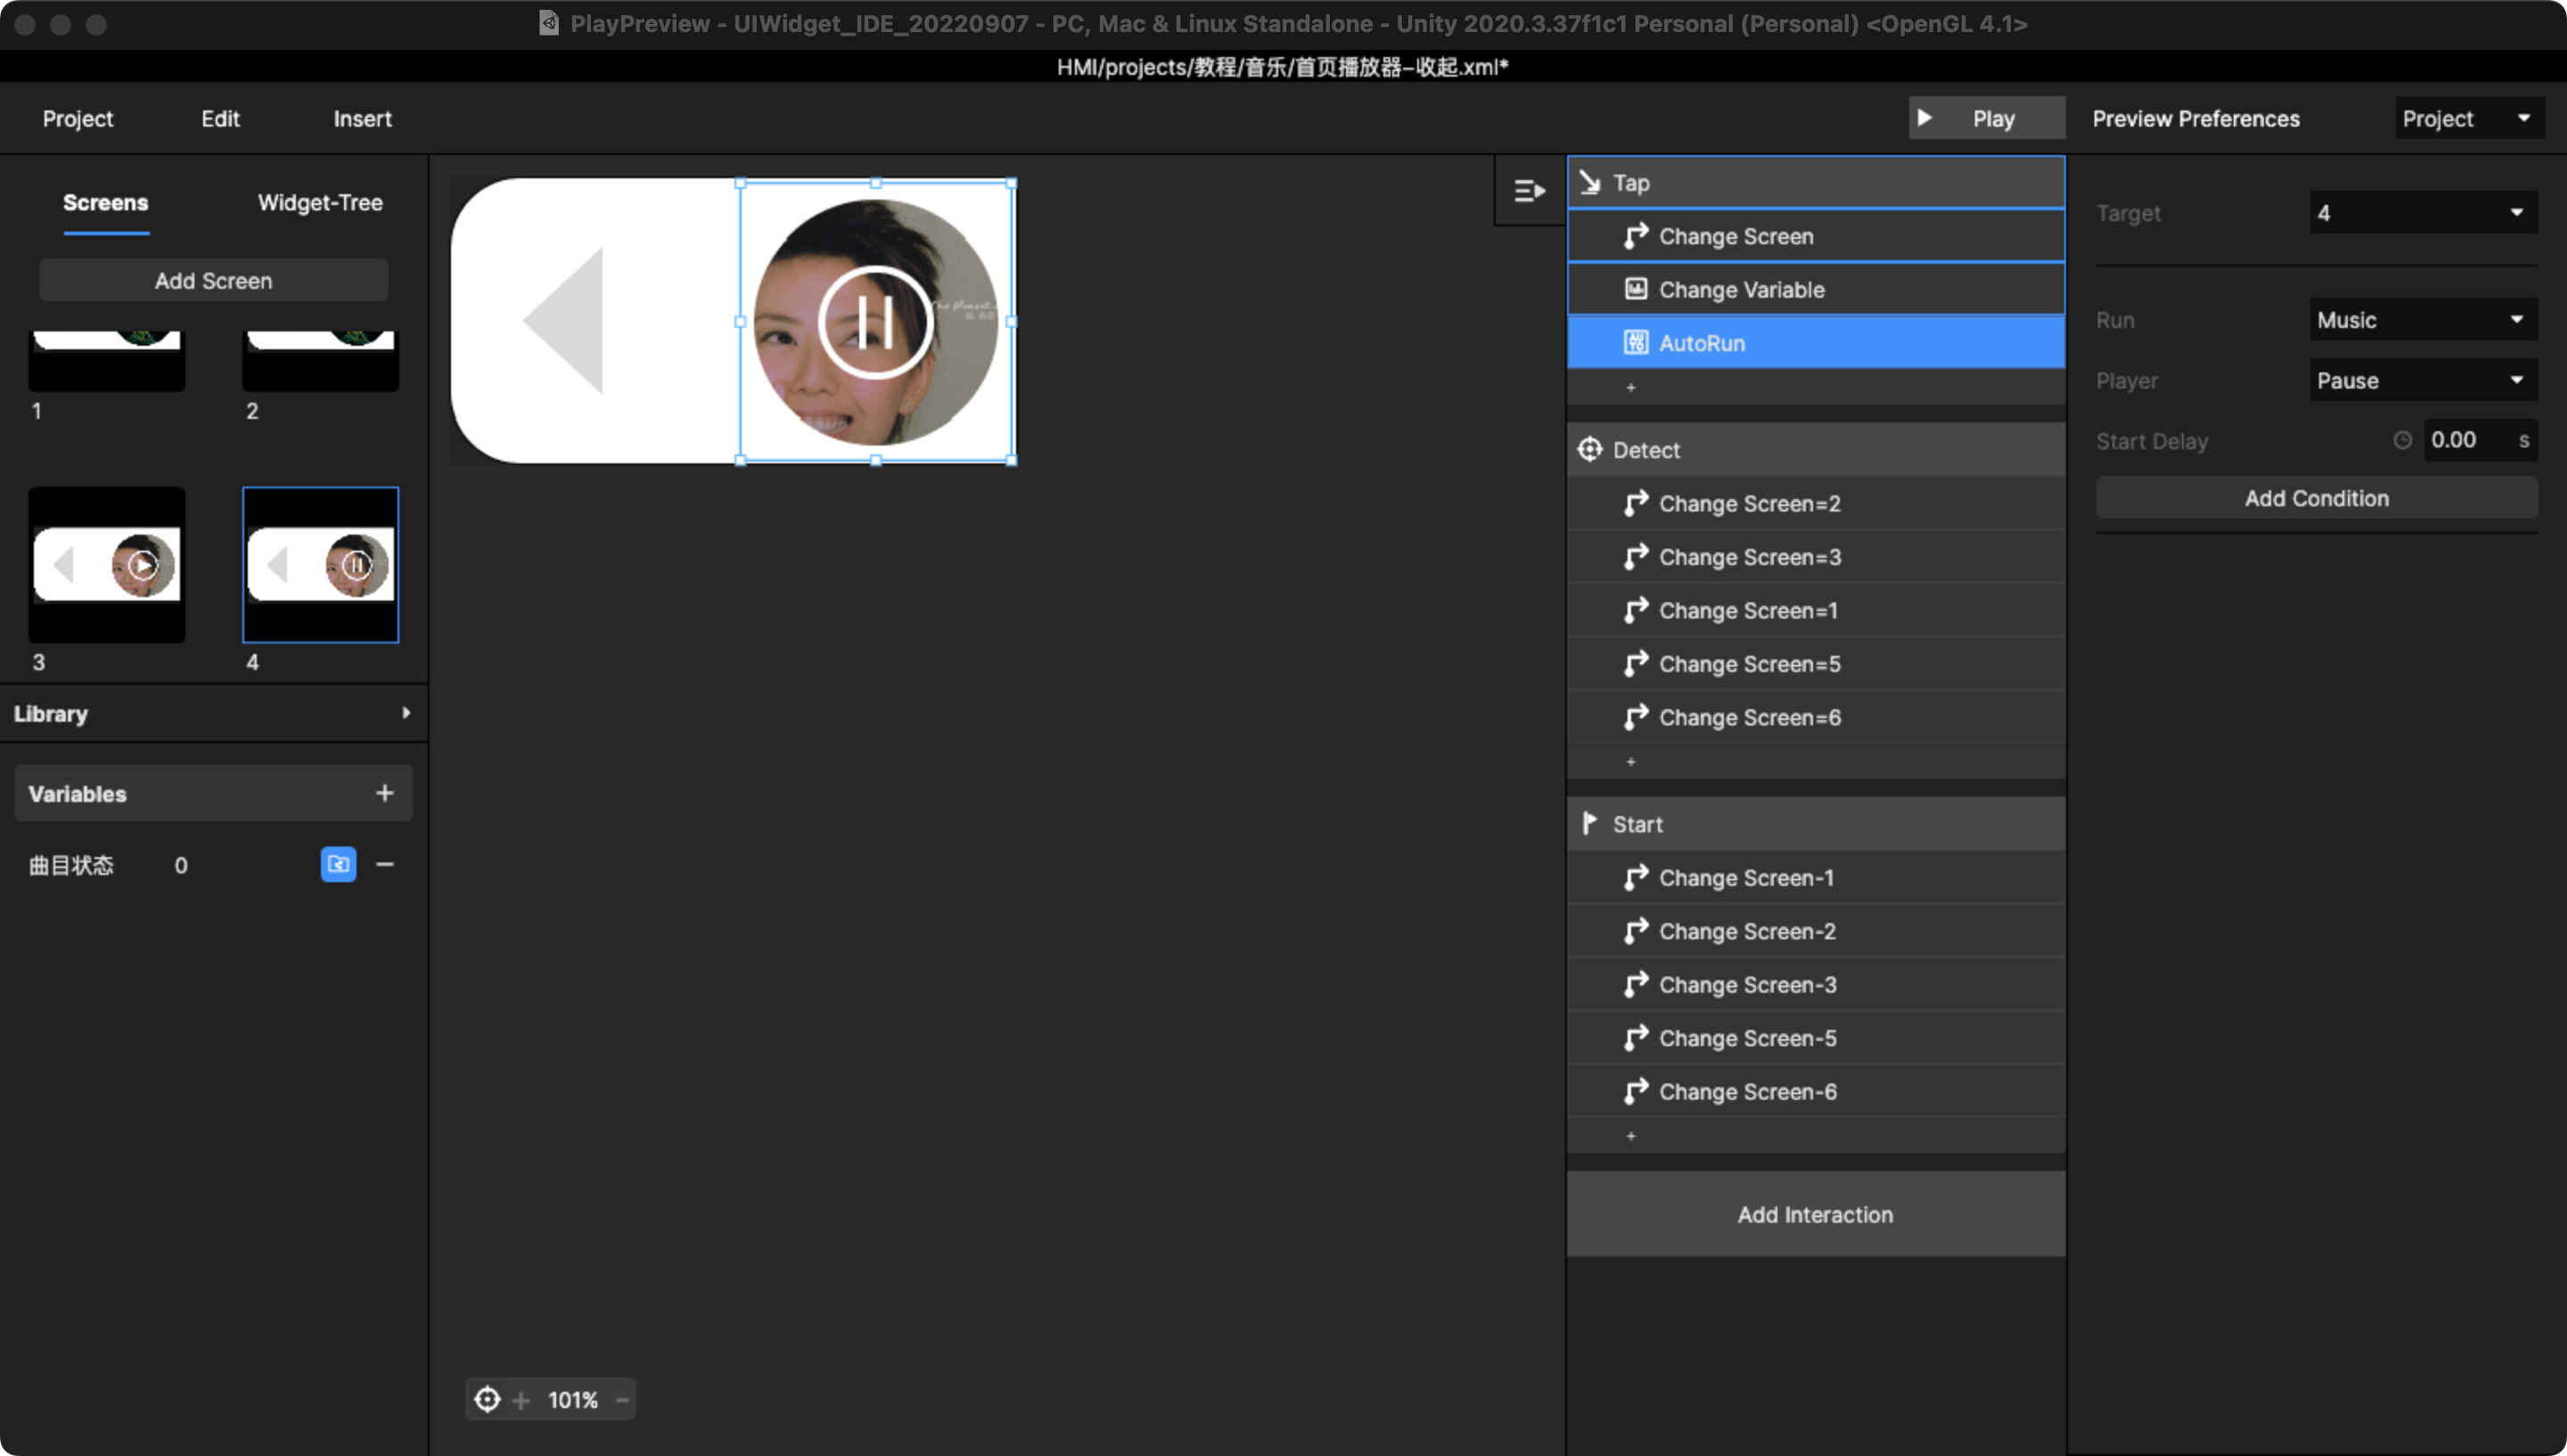 PlayPreview - UIWidget_IDE_20220907 - PC, Mac & Linux Standalone - Unity 2020.3.37f1c1 Personal (Personal) <OpenGL 4.1>
HMI/projects/教程/音乐/首页播放器-收起.xml*
Project Edit Insert
Play
Preview Preferences
Project
Screens
Widget-Tree
Add Screen
1
2
3
4
Library
Variables +
曲目状态 0
The Moment
+ 101% -
Tap
Change Screen
Change Variable
AutoRun
+
Detect
Change Screen=2
Change Screen=3
Change Screen=1
Change Screen=5
Change Screen=6
+
Start
Change Screen-1
Change Screen-2
Change Screen-3
Change Screen-5
Change Screen-6
+
Add Interaction
Target 4
Run Music
Player Pause
Start Delay 0.00 s
Add Condition